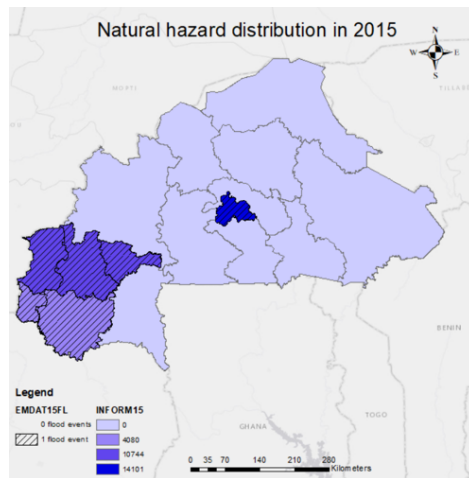 Natural hazard distribution in 2015
N
W E
S
MOPTI
TILLABÉRI
BENIN
TOGO
GHANA
Legend
EMDAT15FL INFORM15
0 flood events 0
1 flood event 4080
10744
14101
0 35 70 140 210 280
Kilometers